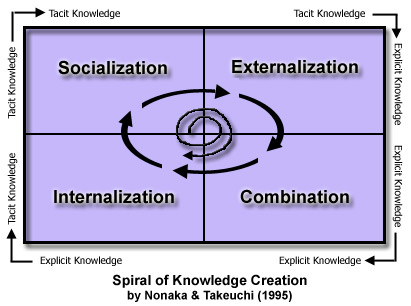 Tacit Knowledge
Tacit Knowledge
Tacit Knowledge
Explicit Knowledge
Socialization
Externalization
Internalization
Combination
Tacit Knowledge
Explicit Knowledge
Explicit Knowledge
Explicit Knowledge
Spiral of Knowledge Creation
by Nonaka & Takeuchi (1995)